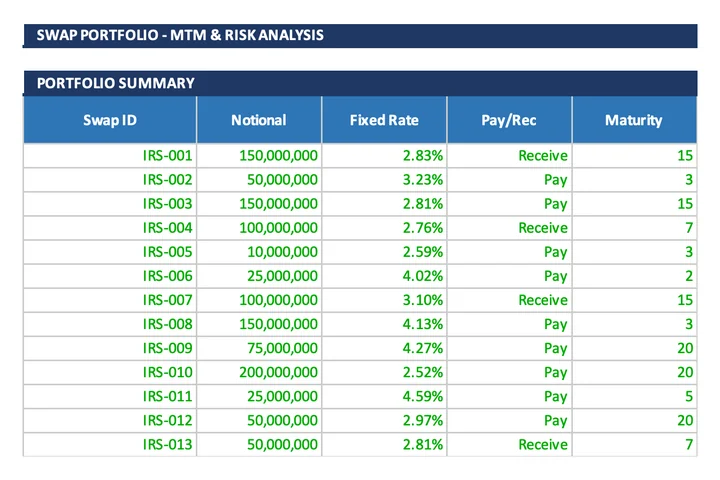 SWAP PORTFOLIO - MTM & RISK ANALYSIS
PORTFOLIO SUMMARY
Swap ID Notional Fixed Rate Pay/Rec Maturity
IRS-001 150,000,000 2.83% Receive 15
IRS-002 50,000,000 3.23% Pay 3
IRS-003 150,000,000 2.81% Pay 15
IRS-004 100,000,000 2.76% Receive 7
IRS-005 10,000,000 2.59% Pay 3
IRS-006 25,000,000 4.02% Pay 2
IRS-007 100,000,000 3.10% Receive 15
IRS-008 150,000,000 4.13% Pay 3
IRS-009 75,000,000 4.27% Pay 20
IRS-010 200,000,000 2.52% Pay 20
IRS-011 25,000,000 4.59% Pay 5
IRS-012 50,000,000 2.97% Pay 20
IRS-013 50,000,000 2.81% Receive 7